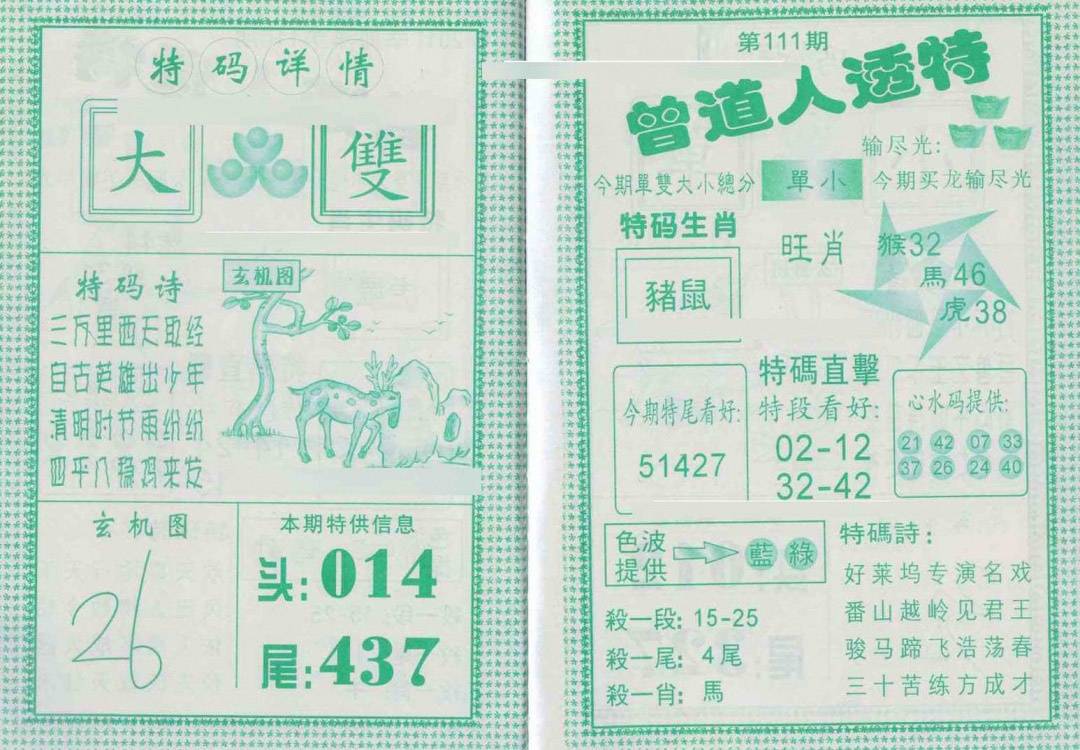 特码详情
大 雙
特码诗
三万里西天取经
自古英雄出少年
清明时节雨纷纷
四平八稳鸡来发
玄机图
玄机图
26
本期特供信息
头:014
尾:437
第111期
曾道人透特
输尽光:
今期單雙大小總分 單小 今期买龙输尽光
特码生肖
豬鼠
旺肖
猴32
馬46
虎38
今期特尾看好:
51427
特碼直擊
特段看好:
02-12
32-42
心水码提供:
21 42 07 33
37 26 24 40
色波
提供
藍 綠
殺一段: 15-25
殺一尾: 4尾
殺一肖: 馬
特碼詩:
好莱坞专演名戏
番山越岭见君王
骏马蹄飞浩荡春
三十苦练方成才